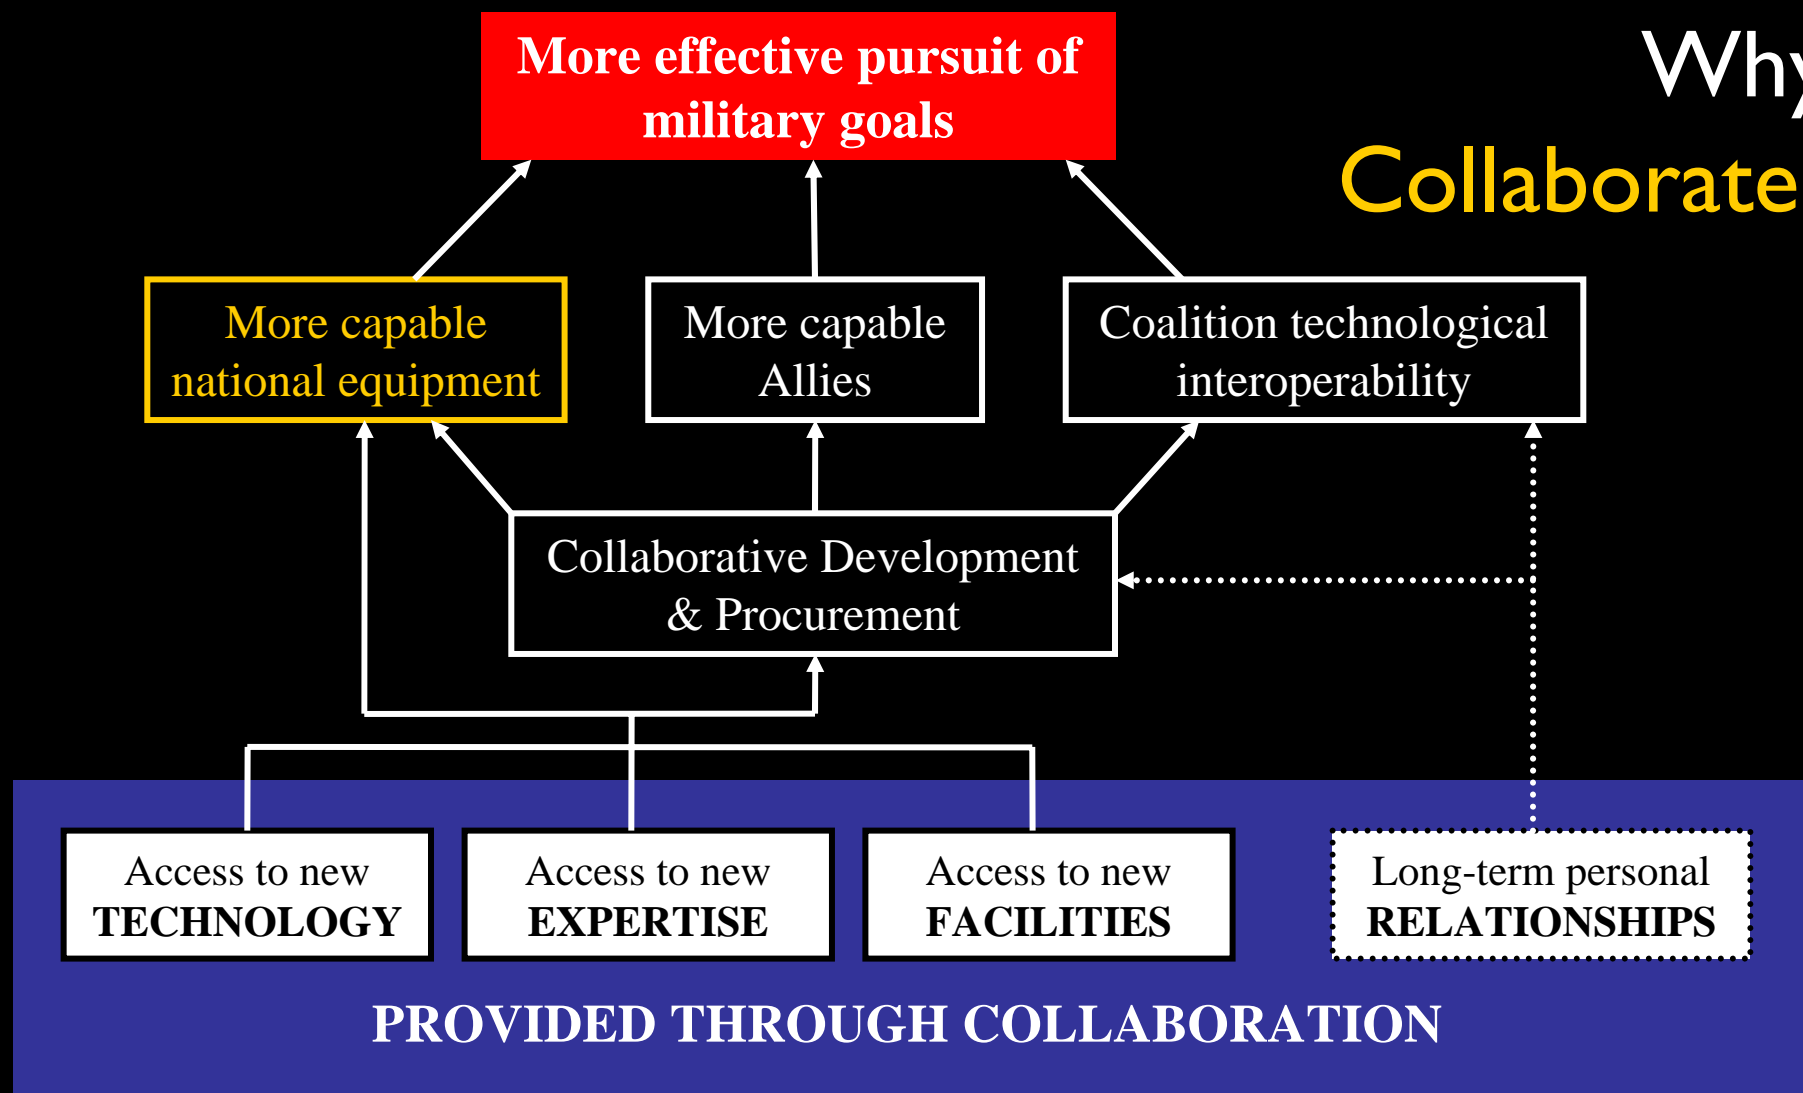 Why
Collaborate
More effective pursuit of
military goals
More capable
national equipment
More capable
Allies
Coalition technological
interoperability
Collaborative Development
& Procurement
Access to new
TECHNOLOGY
Access to new
EXPERTISE
Access to new
FACILITIES
Long-term personal
RELATIONSHIPS
PROVIDED THROUGH COLLABORATION